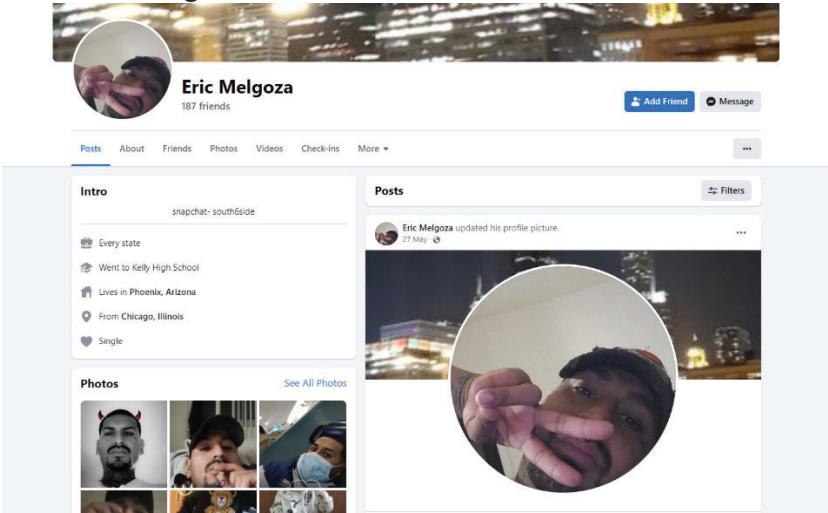 Eric Melgoza
187 friends
Add Friend
Message
Posts
About
Friends
Photos
Videos
Check-ins
More
Intro
snapchat- south6side
Every state
Went to Kelly High School
Lives in Phoenix, Arizona
From Chicago, Illinois
Single
Photos
See All Photos
Posts
Filters
Eric Melgoza updated his profile picture.
27 May